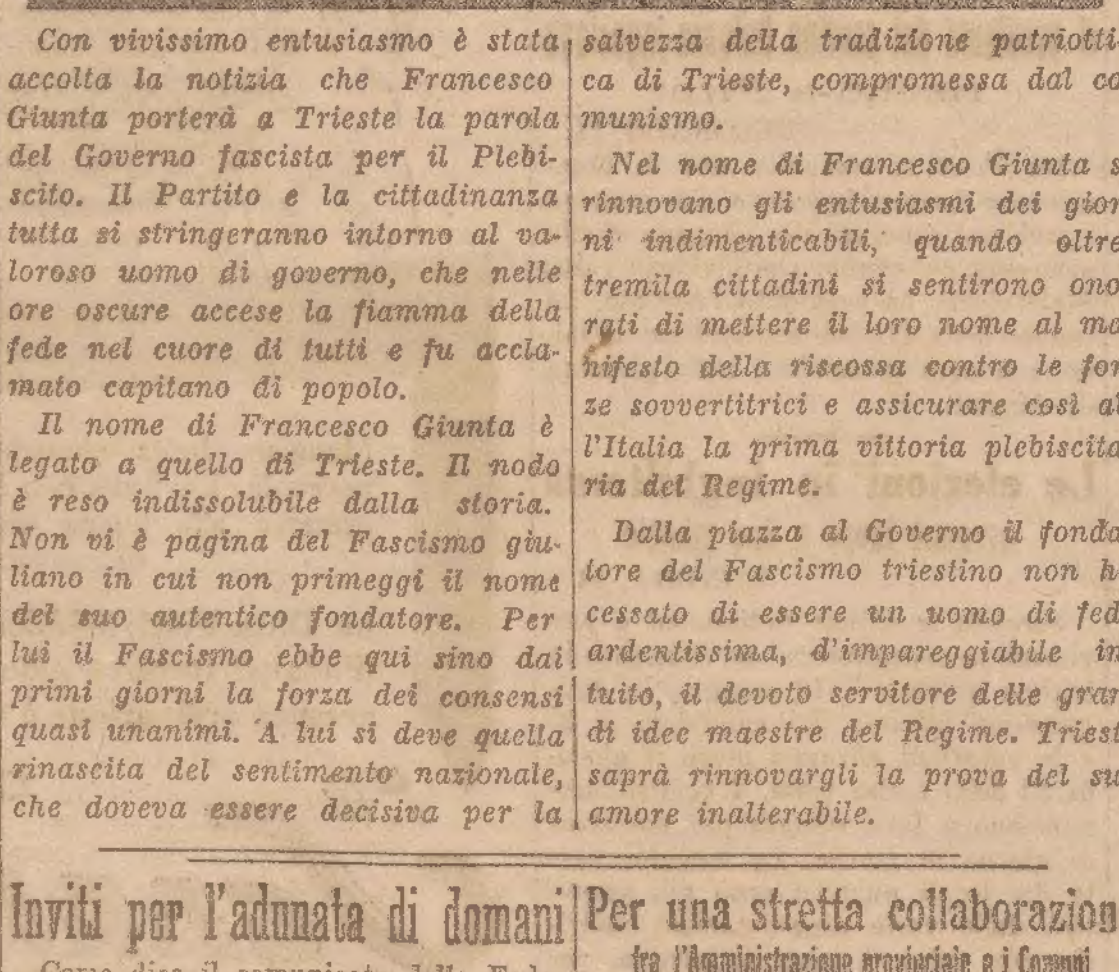 Con vivissimo entusiasmo è stata
accolta la notizia che Francesco
Giunta porterà a Trieste la parola
del Governo fascista per il Plebi-
scito. Il Partito e la cittadinanza
tutta si stringeranno intorno al va-
loroso uomo di governo, che nelle
ore oscure accese la fiamma della
fede nel cuore di tutti e fu accla-
mato capitano di popolo.
Il nome di Francesco Giunta è
legato a quello di Trieste. Il nodo
è reso indissolubile dalla storia.
Non vi è pagina del Fascismo giu-
liano in cui non primeggi il nome
del suo autentico fondatore. Per
lui il Fascismo ebbe qui sino dai
primi giorni la forza dei consensi
quasi unanimi. A lui si deve quella
rinascita del sentimento nazionale,
che doveva essere decisiva per la
salvezza della tradizione patriotti-
ca di Trieste, compromessa dal co
munismo.
Nel nome di Francesco Giunta s
rinnovano gli entusiasmi dei gior
ni indimenticabili, quando oltre
tremila cittadini si sentirono ono
rati di mettere il loro nome al ma
nifesto della riscossa contro le for
ze sovvertitrici e assicurare così al
l'Italia la prima vittoria plebiscita
ria del Regime.
Dalla piazza al Governo il fonda
tore del Fascismo triestino non h
cessato di essere un uomo di fed
ardentissima, d'impareggiabile in
tuito, il devoto servitore delle gran
di idee maestre del Regime. Triest
saprà rinnovargli la prova del su
amore inalterabile.
Inviti per l'adunata di domani
Per una stretta collaborazion
fra l'Amministrazione provinciale e i Comuni